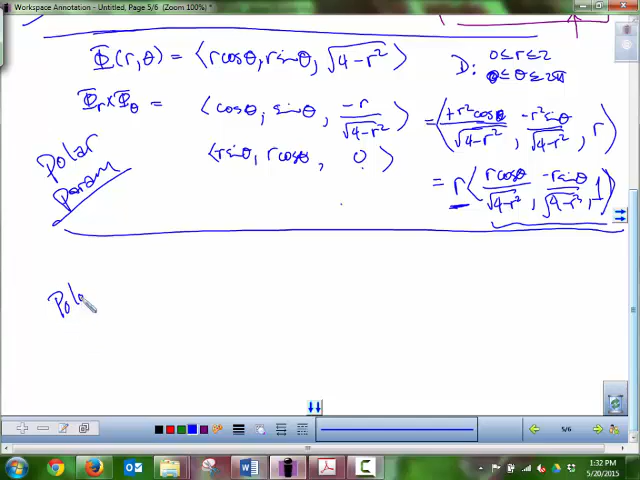 Workspace Annotation - Untitled, Page 5/6 (Zoom 200%) *
Φ(r,θ) = ⟨rcosθ, rsinθ, √4-r²⟩
D: 0≤r≤2
0≤θ≤2π
Φr×Φθ = ⟨cosθ, sinθ, -r/√4-r²⟩ = ⟨+r²cosθ/√4-r², -r²sinθ/√4-r², r⟩
⟨rsinθ, rcosθ, 0⟩
= r⟨rcosθ/√4-r², -rsinθ/√4-r², 1⟩
Polar
Param
Pola
5/6
1:32 PM
5/20/2015